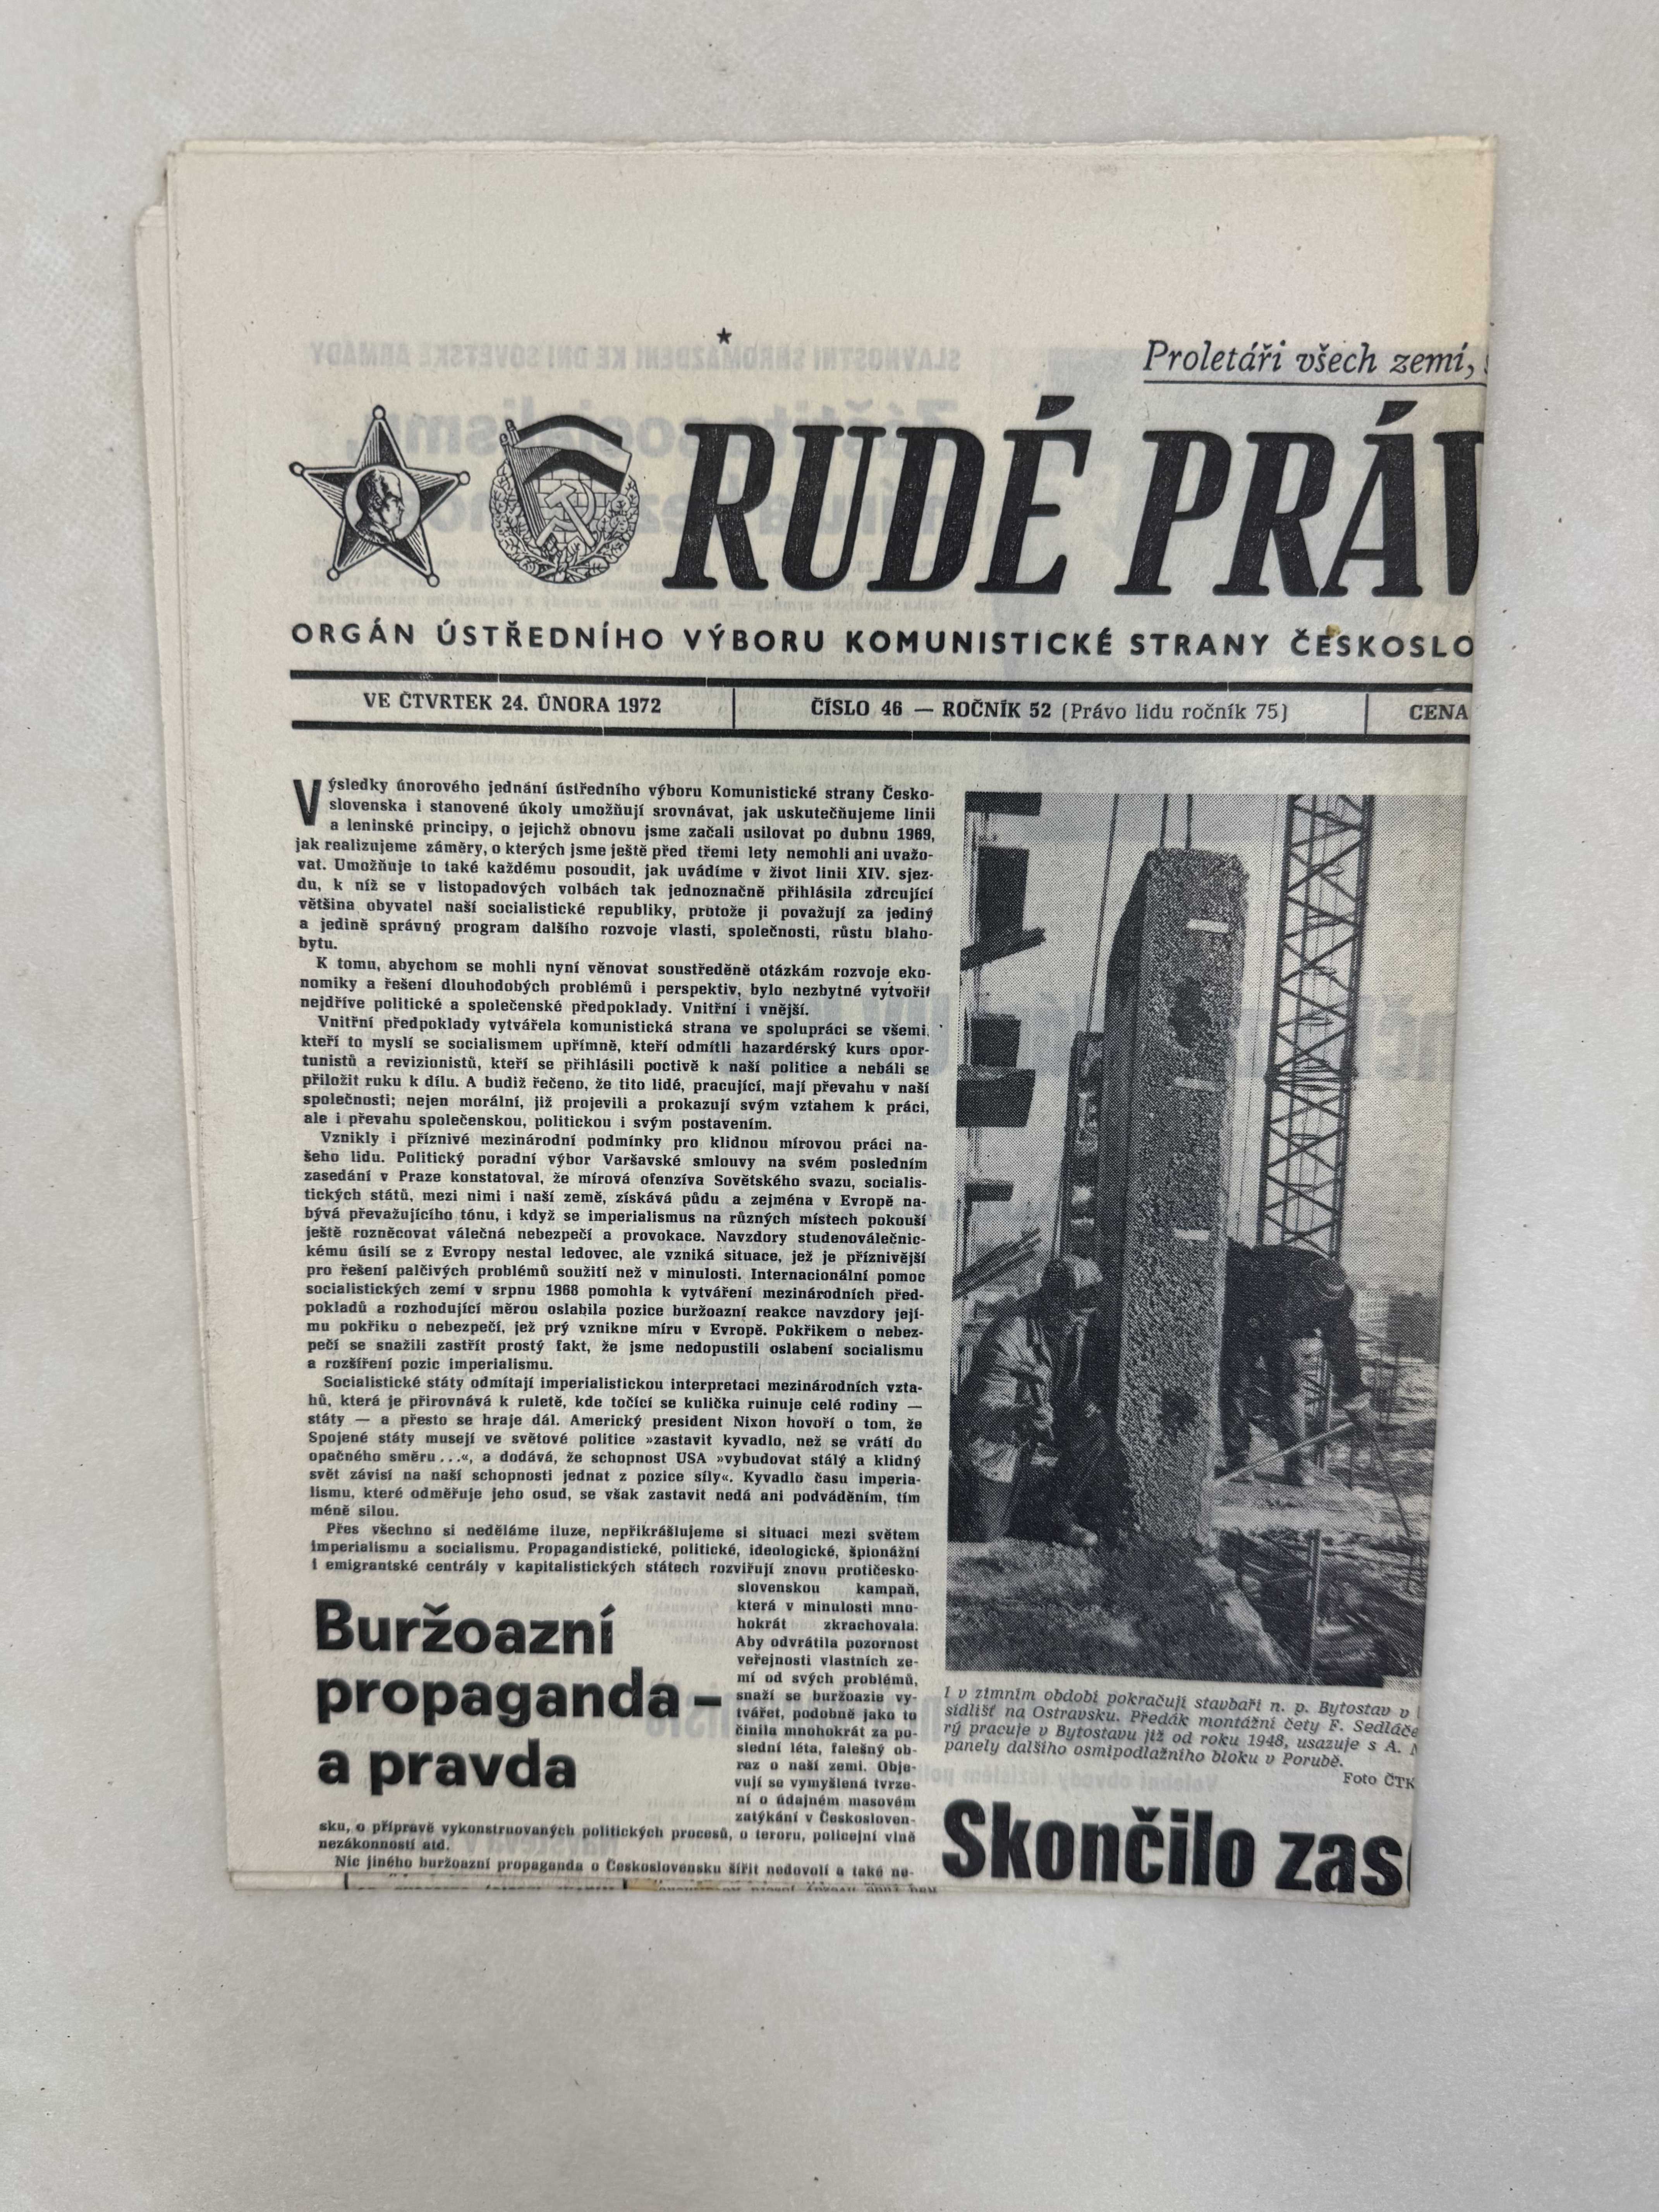 ★
Proletáři všech zemí,
RUDÉ PRÁV
ORGÁN ÚSTŘEDNÍHO VÝBORU KOMUNISTICKÉ STRANY ČESKOSLO
VE ČTVRTEK 24. ÚNORA 1972
ČÍSLO 46 — ROČNÍK 52 (Právo lidu ročník 75)
CENA
Výsledky únorového jednání ústředního výboru Komunistické strany Česko-
slovenska i stanovené úkoly umožňují srovnávat, jak uskutečňujeme linii
a leninské principy, o jejichž obnovu jsme začali usilovat po dubnu 1969,
jak realizujeme záměry, o kterých jsme ještě před třemi lety nemohli ani uvažo-
vat. Umožňuje to také každému posoudit, jak uvádíme v život linii XIV. sjez-
du, k níž se v listopadových volbách tak jednoznačně přihlásila zdrcující
většina obyvatel naší socialistické republiky, protože ji považují za jediný
a jedině správný program dalšího rozvoje vlasti, společnosti, růstu blaho-
bytu.
K tomu, abychom se mohli nyní věnovat soustředěně otázkám rozvoje eko-
nomiky a řešení dlouhodobých problémů i perspektiv, bylo nezbytné vytvořit
nejdříve politické a společenské předpoklady. Vnitřní i vnější.
Vnitřní předpoklady vytvářela komunistická strana ve spolupráci se všemi,
kteří to myslí se socialismem upřímně, kteří odmítli hazardérský kurs opor-
tunistů a revizionistů, kteří se přihlásili poctivě k naší politice a nebáli se
přiložit ruku k dílu. A budiž řečeno, že tito lidé, pracující, mají převahu v naší
společnosti; nejen morální, již projevili a prokazují svým vztahem k práci,
ale i převahu společenskou, politickou i svým postavením.
Vznikly i příznivé mezinárodní podmínky pro klidnou mírovou práci na-
šeho lidu. Politický poradní výbor Varšavské smlouvy na svém posledním
zasedání v Praze konstatoval, že mírová ofenzíva Sovětského svazu, socialis-
tických států, mezi nimi i naší země, získává půdu a zejména v Evropě na-
bývá převažujícího tónu, i když se imperialismus na různých místech pokouší
ještě rozněcovat válečná nebezpečí a provokace. Navzdory studenoválečnic-
kému úsilí se z Evropy nestal ledovec, ale vzniká situace, jež je příznivější
pro řešení palčivých problémů soužití než v minulosti. Internacionální pomoc
socialistických zemí v srpnu 1968 pomohla k vytváření mezinárodních před-
pokladů a rozhodující měrou oslabila pozice buržoazní reakce navzdory její-
mu pokřiku o nebezpečí, jež prý vznikne míru v Evropě. Pokřikem o nebez-
pečí se snažili zastřít prostý fakt, že jsme nedopustili oslabení socialismu
a rozšíření pozic imperialismu.
Socialistické státy odmítají imperialistickou interpretaci mezinárodních vzta-
hů, která je přirovnává k ruletě, kde točící se kulička ruinuje celé rodiny —
státy — a přesto se hraje dál. Americký president Nixon hovoří o tom, že
Spojené státy musejí ve světové politice »zastavit kyvadlo, než se vrátí do
opačného směru...«, a dodává, že schopnost USA »vybudovat stálý a klidný
svět závisí na naší schopnosti jednat z pozice síly«. Kyvadlo času imperia-
lismu, které odměřuje jeho osud, se však zastavit nedá ani podváděním, tím
méně silou.
Přes všechno si neděláme iluze, nepřikrášlujeme si situaci mezi světem
imperialismu a socialismu. Propagandistické, politické, ideologické, špionážní
i emigrantské centrály v kapitalistických státech rozviřují znovu protičesko-
slovenskou kampaň,
která v minulosti mno-
hokrát zkrachovala.
Aby odvrátila pozornost
veřejnosti vlastních ze-
mí od svých problémů,
snaží se buržoazie vy-
tvářet, podobně jako to
činila mnohokrát za po-
slední léta, falešný ob-
raz o naší zemi. Obje-
vují se vymyšlená tvrze-
ní o údajném masovém
zatýkání v Českosloven-
sku, o přípravě vykonstruovaných politických procesů, o teroru, policejní vlně
nezákonností atd.
Nic jiného buržoazní propaganda o Československu šířit nedovolí a také ne-
Buržoazní
propaganda –
a pravda
I v zimním období pokračují stavbaři n. p. Bytostav v
sídlišť na Ostravsku. Předák montážní čety F. Sedláče
rý pracuje v Bytostavu již od roku 1948, usazuje s A.
panely dalšího osmipodlažního bloku v Porubě.
Foto ČTK
Skončilo zas